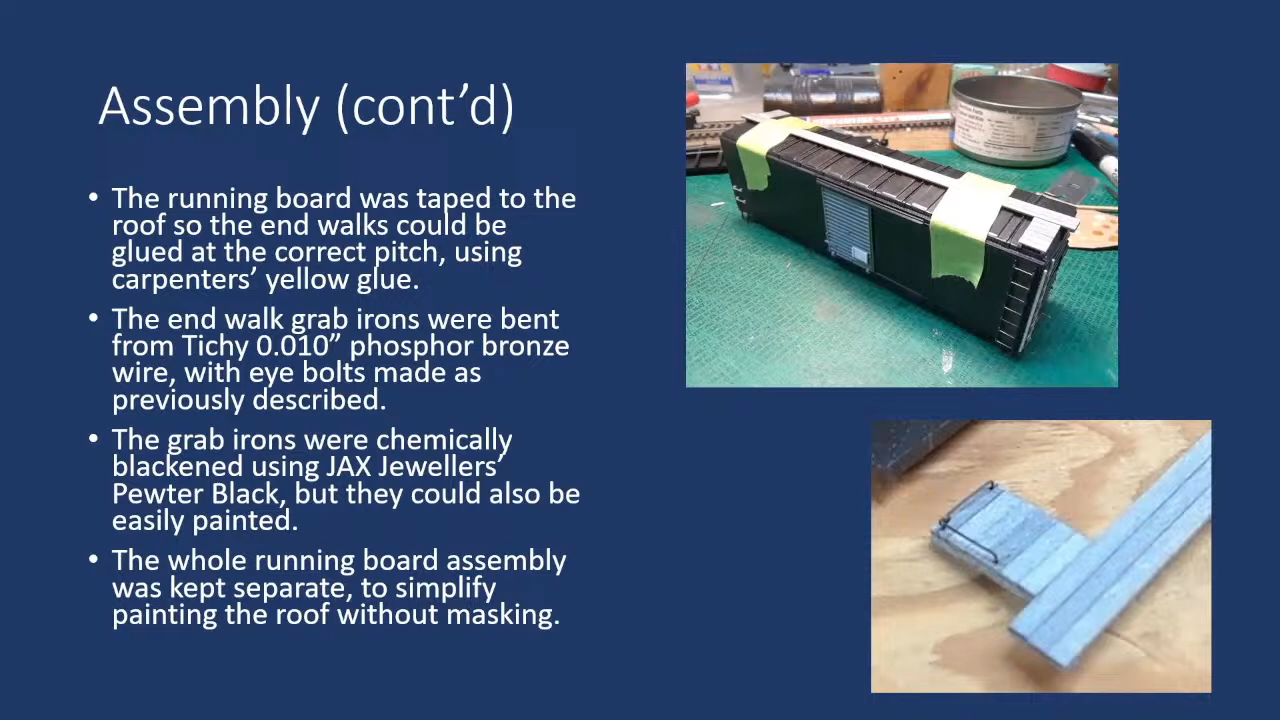 Assembly (cont’d)
• The running board was taped to the
roof so the end walks could be
glued at the correct pitch, using
carpenters’ yellow glue.
• The end walk grab irons were bent
from Tichy 0.010” phosphor bronze
wire, with eye bolts made as
previously described.
• The grab irons were chemically
blackened using JAX Jewellers’
Pewter Black, but they could also be
easily painted.
• The whole running board assembly
was kept separate, to simplify
painting the roof without masking.